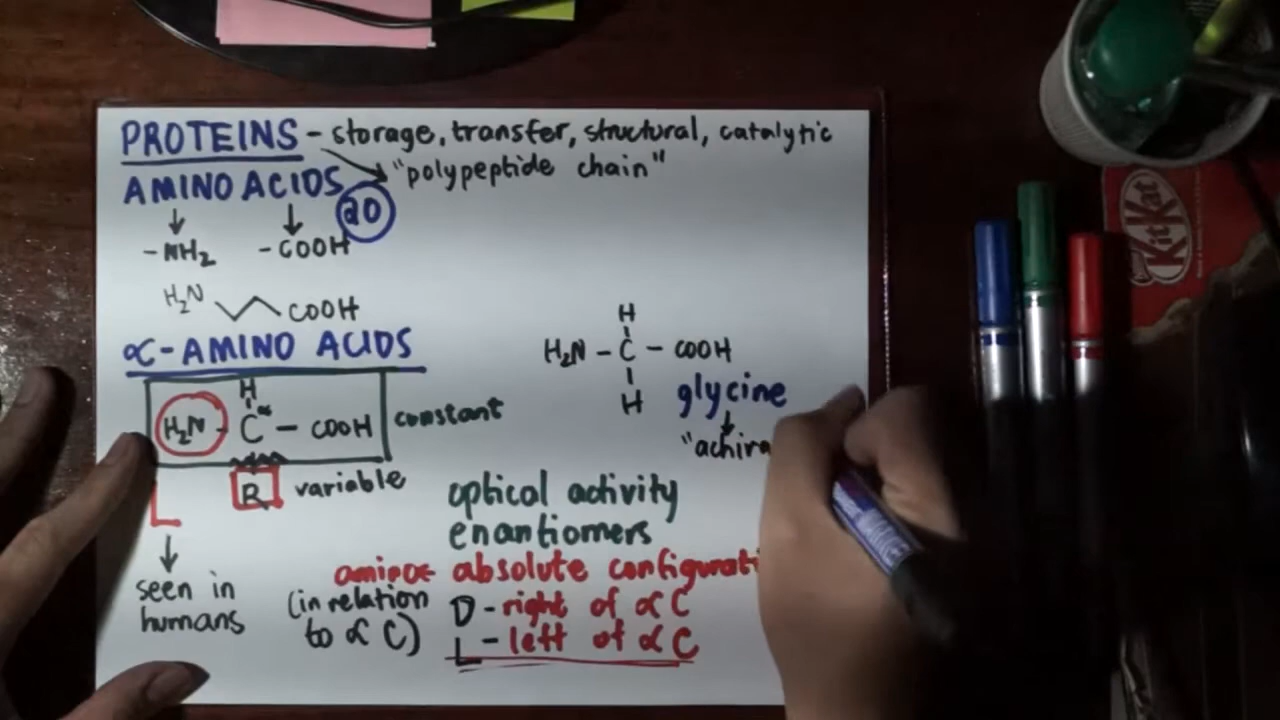 PROTEINS - storage, transfer, structural, catalytic
"polypeptide chain"
AMINO ACIDS
20
-NH2 -COOH
H2N COOH
α-AMINO ACIDS
H
H2N - C α - COOH
constant
R variable
L
seen in
humans
H
H2N - C - COOH
H
glycine
"achira
optical activity
enantiomers
absolute configurati
(in relation
to α C)
D - right of α C
L - left of α C
KitKat